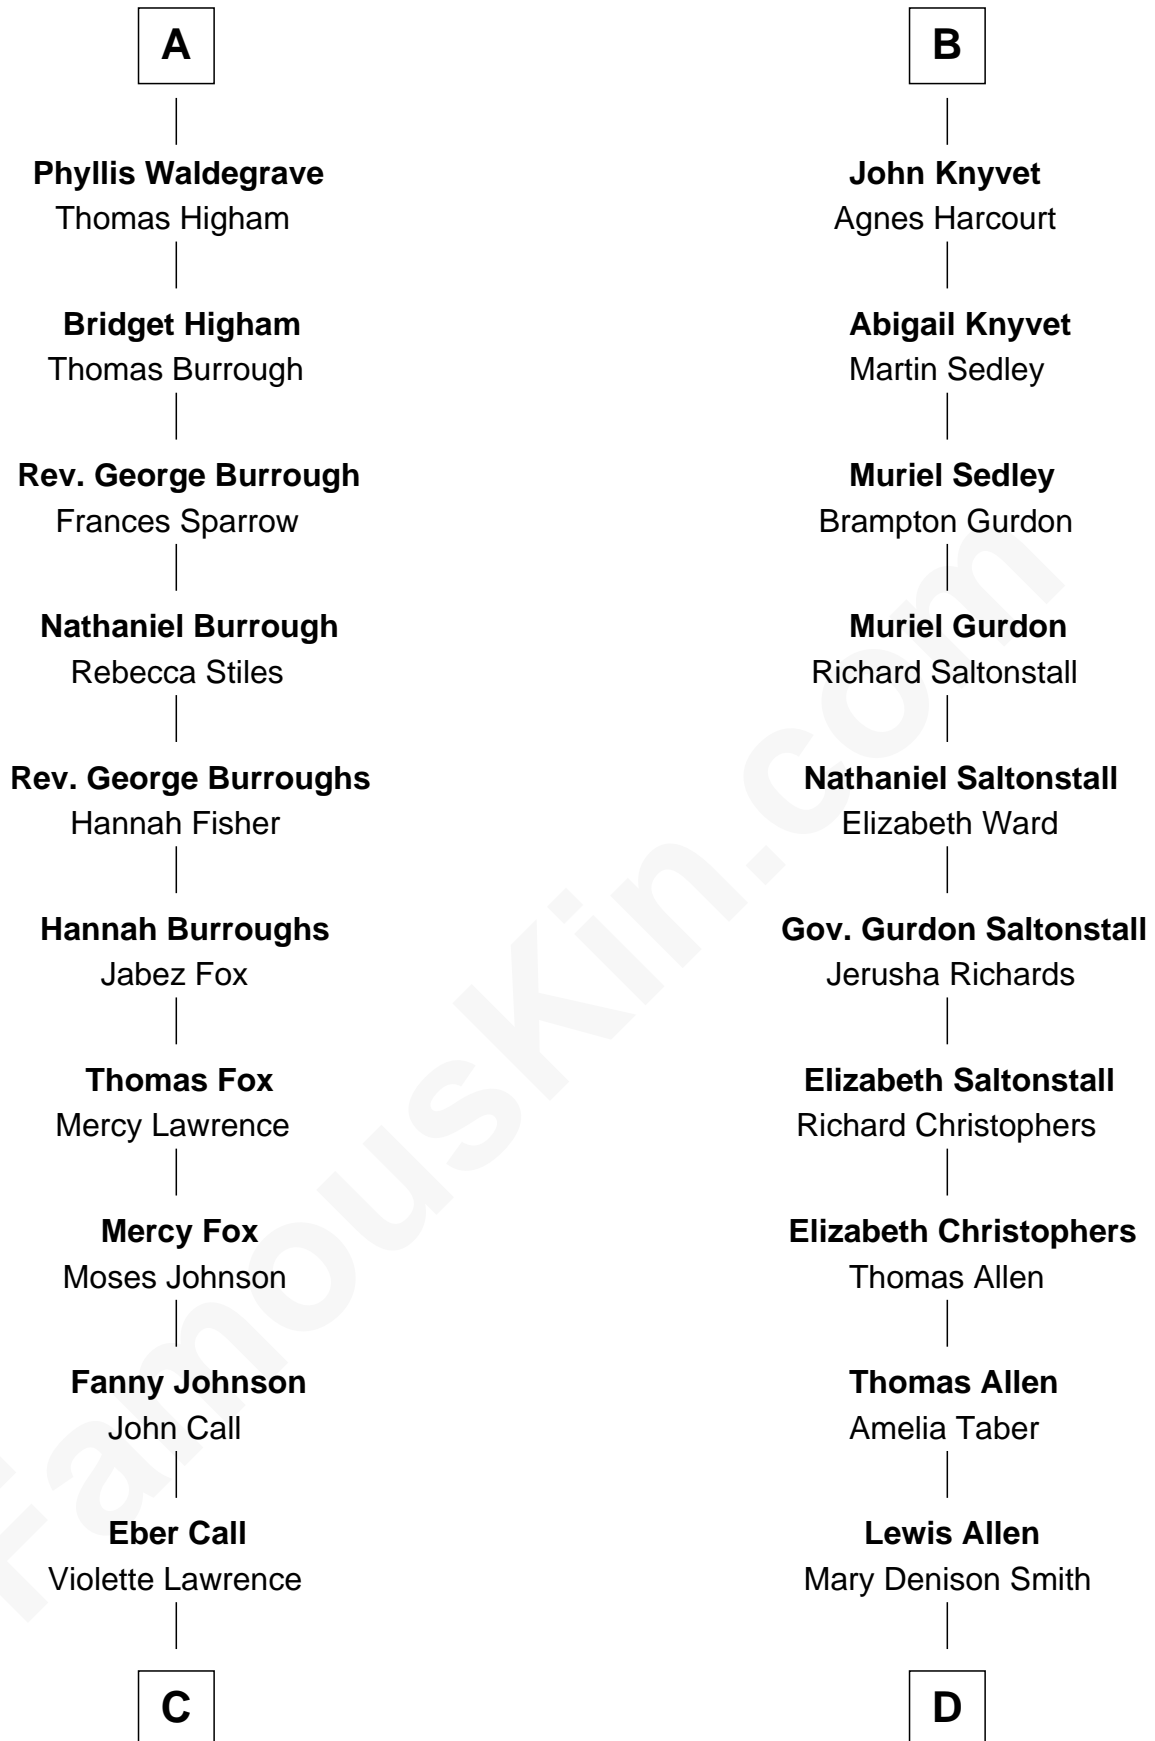 A
Phyllis Waldegrave
Thomas Higham
Bridget Higham
Thomas Burrough
Rev. George Burrough
Frances Sparrow
Nathaniel Burrough
Rebecca Stiles
Rev. George Burroughs
Hannah Fisher
Hannah Burroughs
Jabez Fox
Thomas Fox
Mercy Lawrence
Mercy Fox
Moses Johnson
Fanny Johnson
John Call
Eber Call
Violette Lawrence
C
B
John Knyvet
Agnes Harcourt
Abigail Knyvet
Martin Sedley
Muriel Sedley
Brampton Gurdon
Muriel Gurdon
Richard Saltonstall
Nathaniel Saltonstall
Elizabeth Ward
Gov. Gurdon Saltonstall
Jerusha Richards
Elizabeth Saltonstall
Richard Christophers
Elizabeth Christophers
Thomas Allen
Thomas Allen
Amelia Taber
Lewis Allen
Mary Denison Smith
D
FamousKin.com